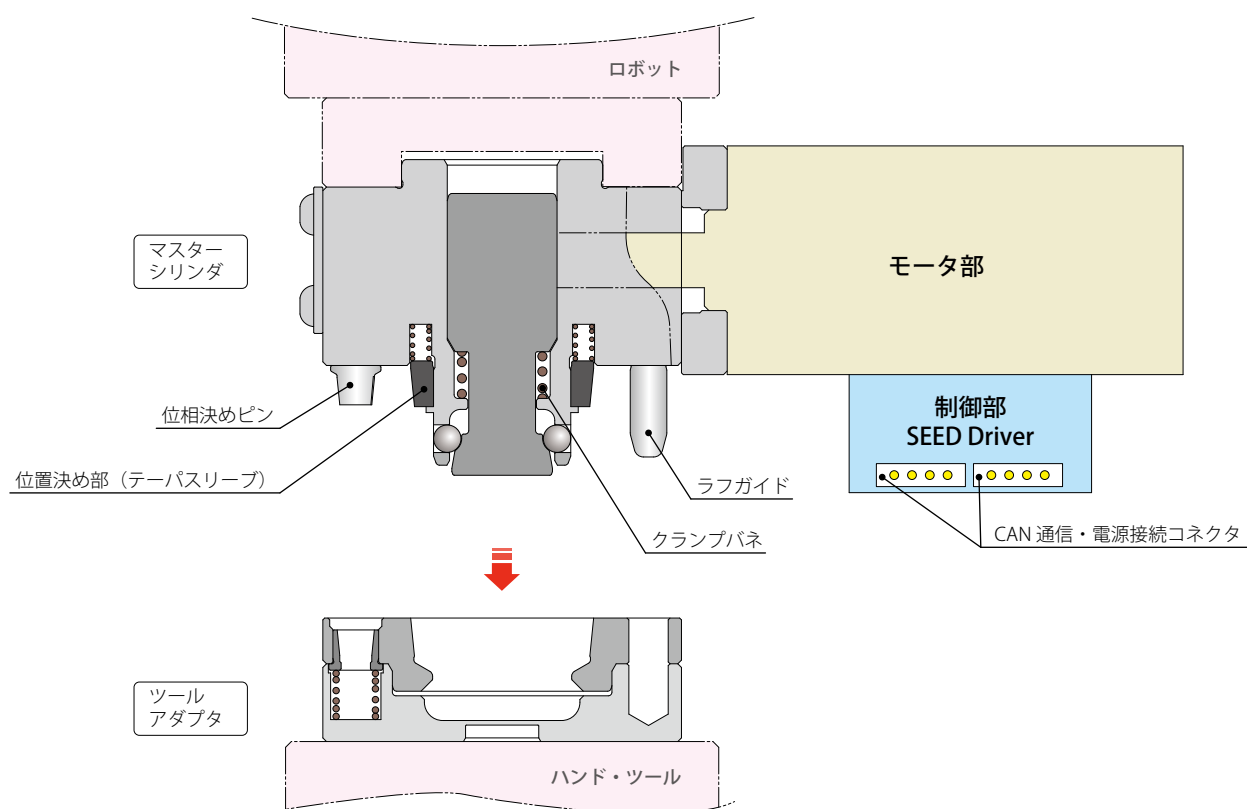 ロボット
マスター
シリンダ
モータ部
位相決めピン
制御部
SEED Driver
位置決め部（テーパスリーブ）
ラフガイド
クランプバネ
CAN 通信・電源接続コネクタ
ツール
アダプタ
ハンド・ツール